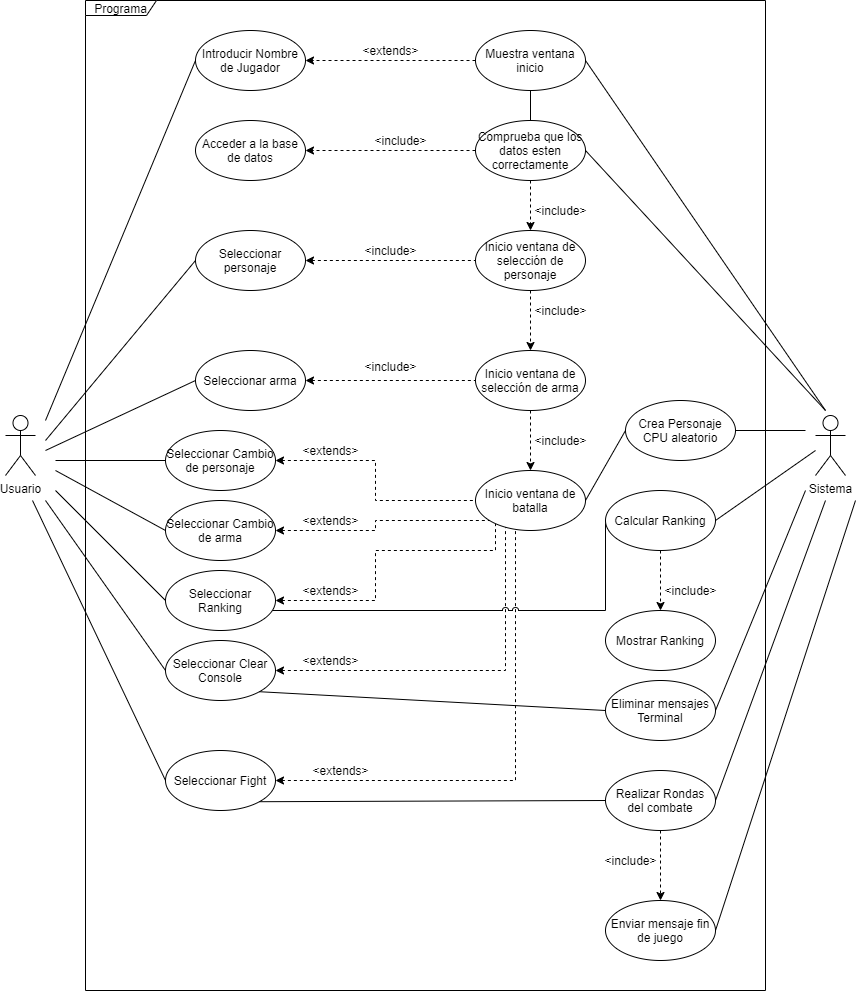 Programa
Introducir Nombre
de Jugador
<extends>
Muestra ventana
inicio
Acceder a la base
de datos
<include>
Comprueba que los
datos esten
correctamente
<include>
Seleccionar
personaje
<include>
Inicio ventana de
selección de
personaje
<include>
Seleccionar arma
<include>
Inicio ventana de
selección de arma
<include>
Crea Personaje
CPU aleatorio
Usuario
Sistema
Seleccionar Cambio
de personaje
<extends>
Inicio ventana de
batalla
Seleccionar Cambio
de arma
<extends>
Calcular Ranking
Seleccionar
Ranking
<extends>
<include>
Mostrar Ranking
Seleccionar Clear
Console
<extends>
Eliminar mensajes
Terminal
Seleccionar Fight
<extends>
Realizar Rondas
del combate
<include>
Enviar mensaje fin
de juego